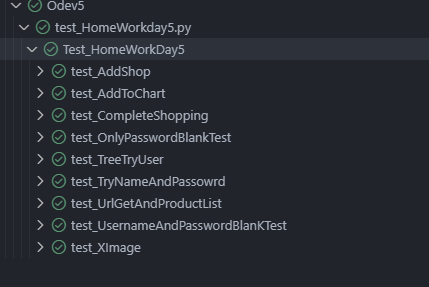 Odev5
test_HomeWorkday5.py
Test_HomeWorkDay5
test_AddShop
test_AddToChart
test_CompleteShopping
test_OnlyPasswordBlankTest
test_TreeTryUser
test_TryNameAndPassowrd
test_UrlGetAndProductList
test_UsernameAndPasswordBlanKTest
test_XImage